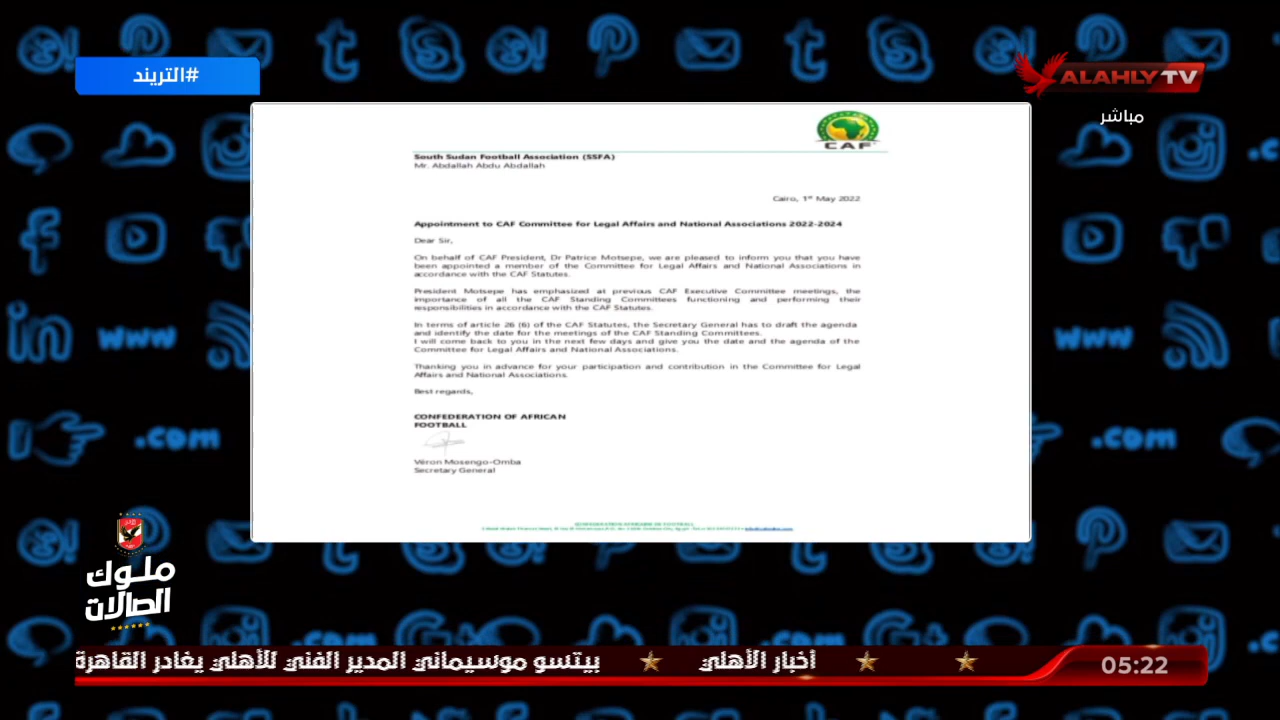 #التريند
ALAHLY TV
مباشر
CAF
South Sudan Football Association (SSFA)
Mr. Abdallah Abdu Abdallah
Cairo, 1st May 2022
Appointment to CAF Committee for Legal Affairs and National Associations 2022-2024
Dear Sir,
On behalf of CAF President, Dr Patrice Motsepe, we are pleased to inform you that you have
been appointed a member of the Committee for Legal Affairs and National Associations in
accordance with the CAF Statutes.
President Motsepe has emphasized at previous CAF Executive Committee meetings, the
importance of all the CAF Standing Committees functioning and performing their
responsibilities in accordance with the CAF Statutes.
In terms of article 26 (6) of the CAF Statutes, the Secretary General has to draft the agenda
and identify the date for the meetings of the CAF Standing Committees.
I will come back to you in the next few days and give you the date and the agenda of the
Committee for Legal Affairs and National Associations.
Thanking you in advance for your participation and contribution in the Committee for Legal
Affairs and National Associations.
Best regards,
CONFEDERATION OF AFRICAN
FOOTBALL
Véron Mosengo-Omba
Secretary General
CONFEDERATION AFRICAINE DE FOOTBALL
www
www
.com
.com
ملوك
الصالات
أخبار الأهلي
بيتسو موسيماني المدير الفني للأهلي يغادر القاهرة
05:22